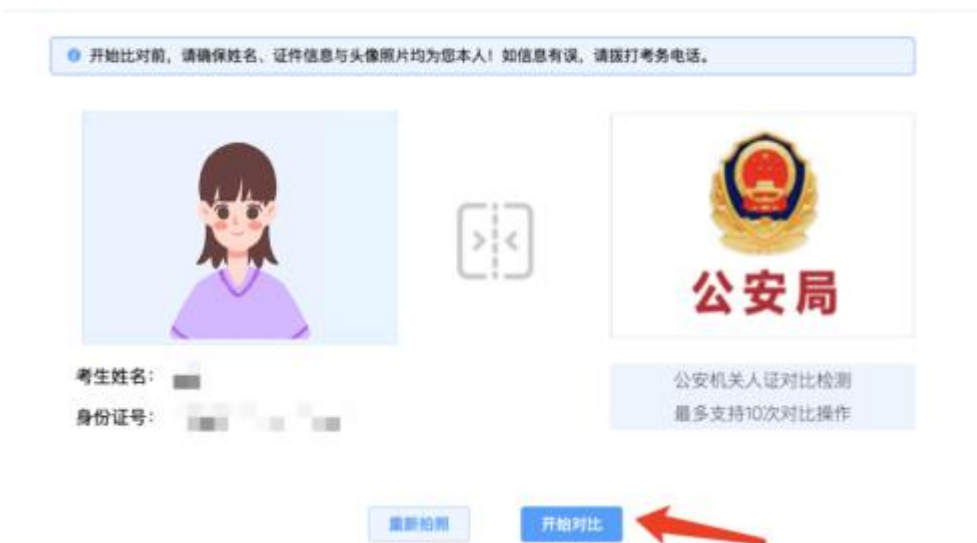 开始比对前，请确保姓名、证件信息与头像照片均为您本人！如信息有误，请拨打考务电话。
公安局
考生姓名：
身份证号：
公安机关人证对比检测
最多支持10次对比操作
重新拍照
开始对比